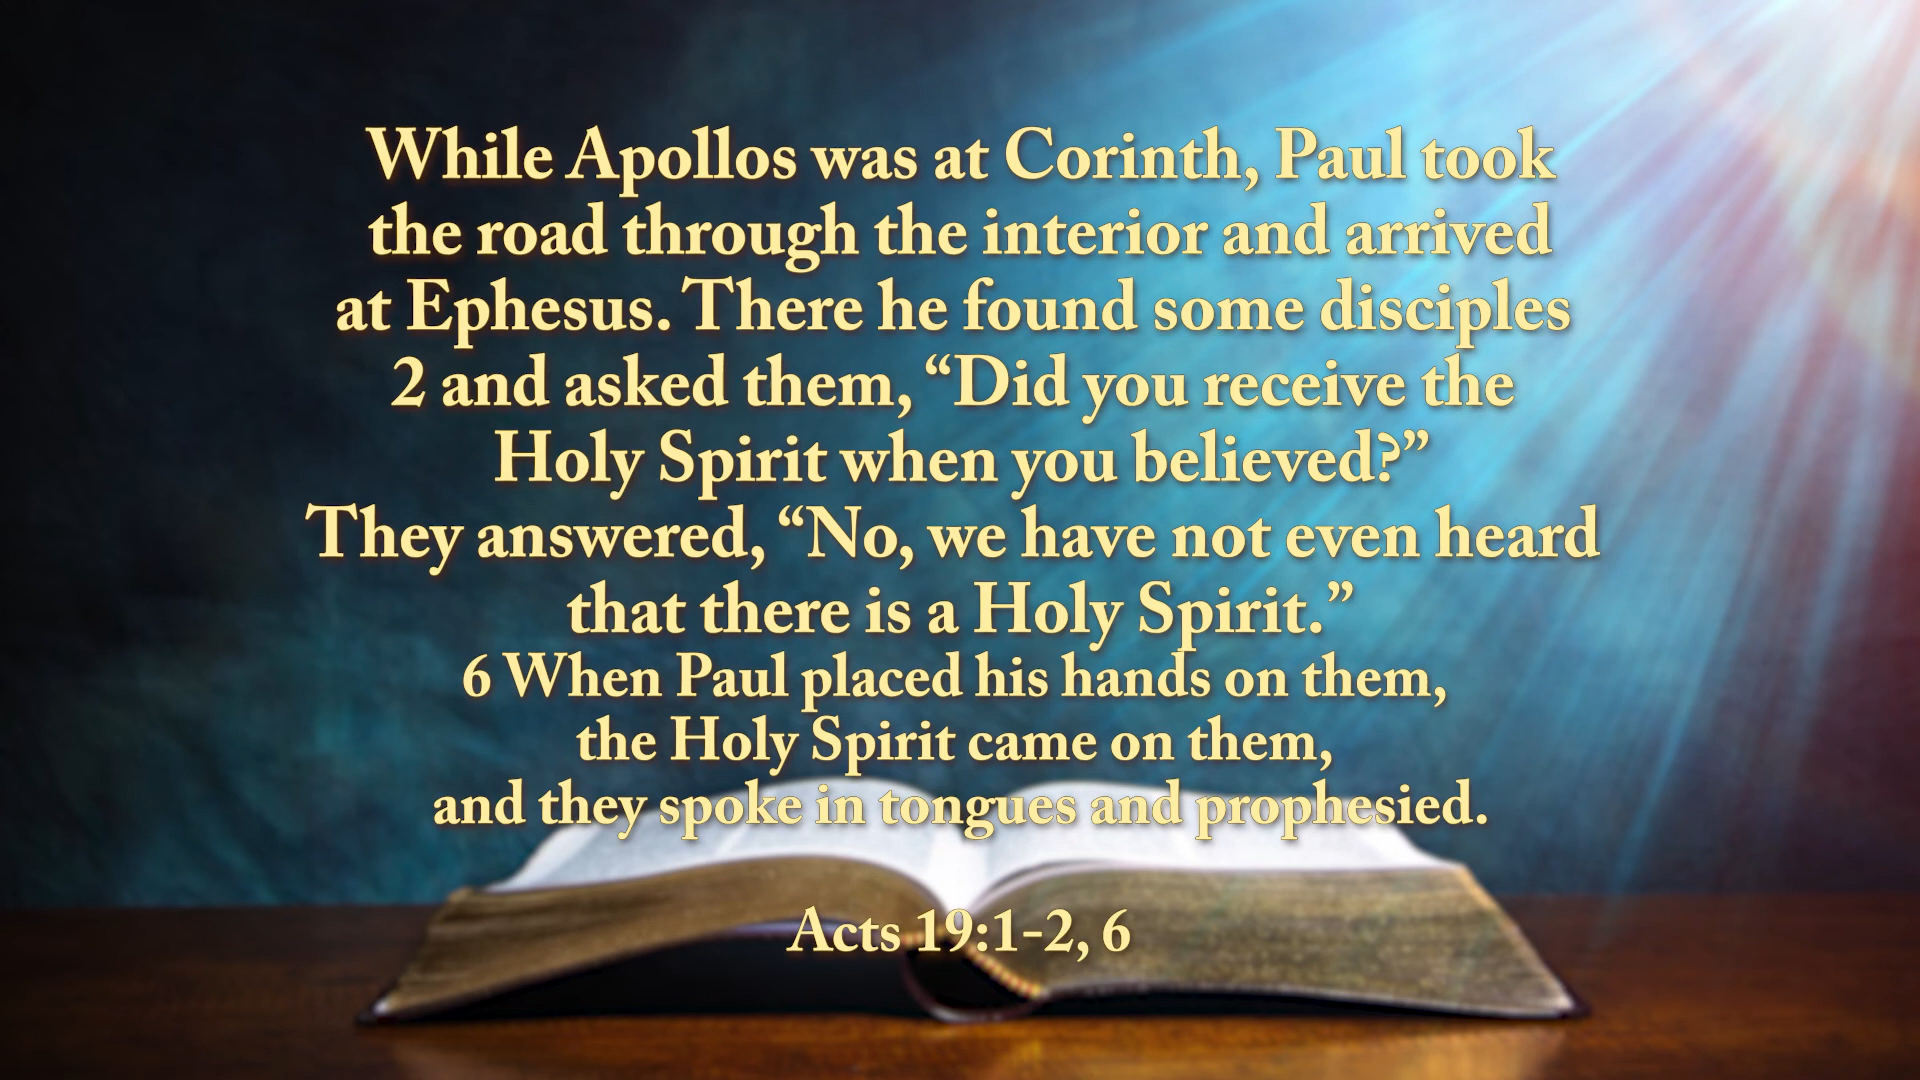 While Apollos was at Corinth, Paul took
the road through the interior and arrived
at Ephesus. There he found some disciples
2 and asked them, “Did you receive the
Holy Spirit when you believed?”
They answered, “No, we have not even heard
that there is a Holy Spirit.”
6 When Paul placed his hands on them,
the Holy Spirit came on them,
and they spoke in tongues and prophesied.
Acts 19:1-2, 6